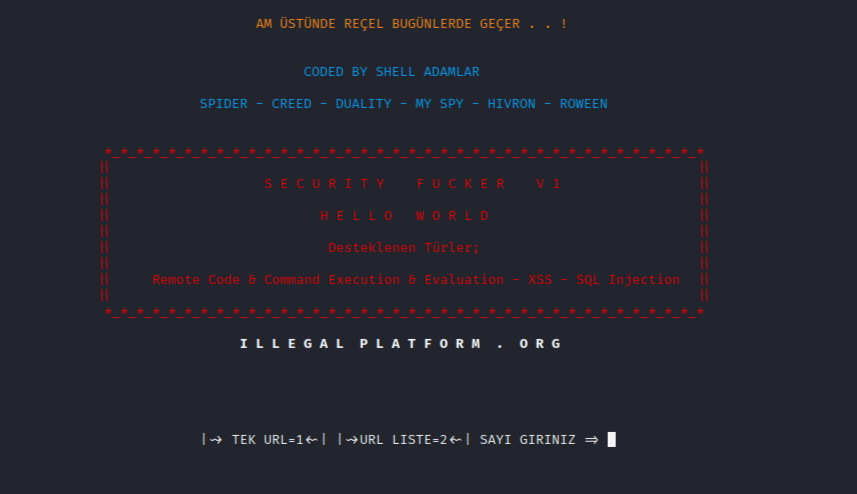 AM ÜSTÜNDE REÇEL BUGÜNLERDE GEÇER . . !
CODED BY SHELL ADAMLAR
SPIDER - CREED - DUALITY - MY SPY - HIVRON - ROWEEN
*_*_*_*_*_*_*_*_*_*_*_*_*_*_*_*_*_*_*_*_*_*_*_*_*_*_*_*_*_*_*_*_*_*_*_*_*_*
S E C U R I T Y    F U C K E R    V 1
H E L L O   W O R L D
Desteklenen Türler;
Remote Code & Command Execution & Evaluation - XSS - SQL Injection
*_*_*_*_*_*_*_*_*_*_*_*_*_*_*_*_*_*_*_*_*_*_*_*_*_*_*_*_*_*_*_*_*_*_*_*_*_*
I L L E G A L  P L A T F O R M  .  O R G
|-> TEK URL=1<-| |->URL LISTE=2<-| SAYI GIRINIZ =>